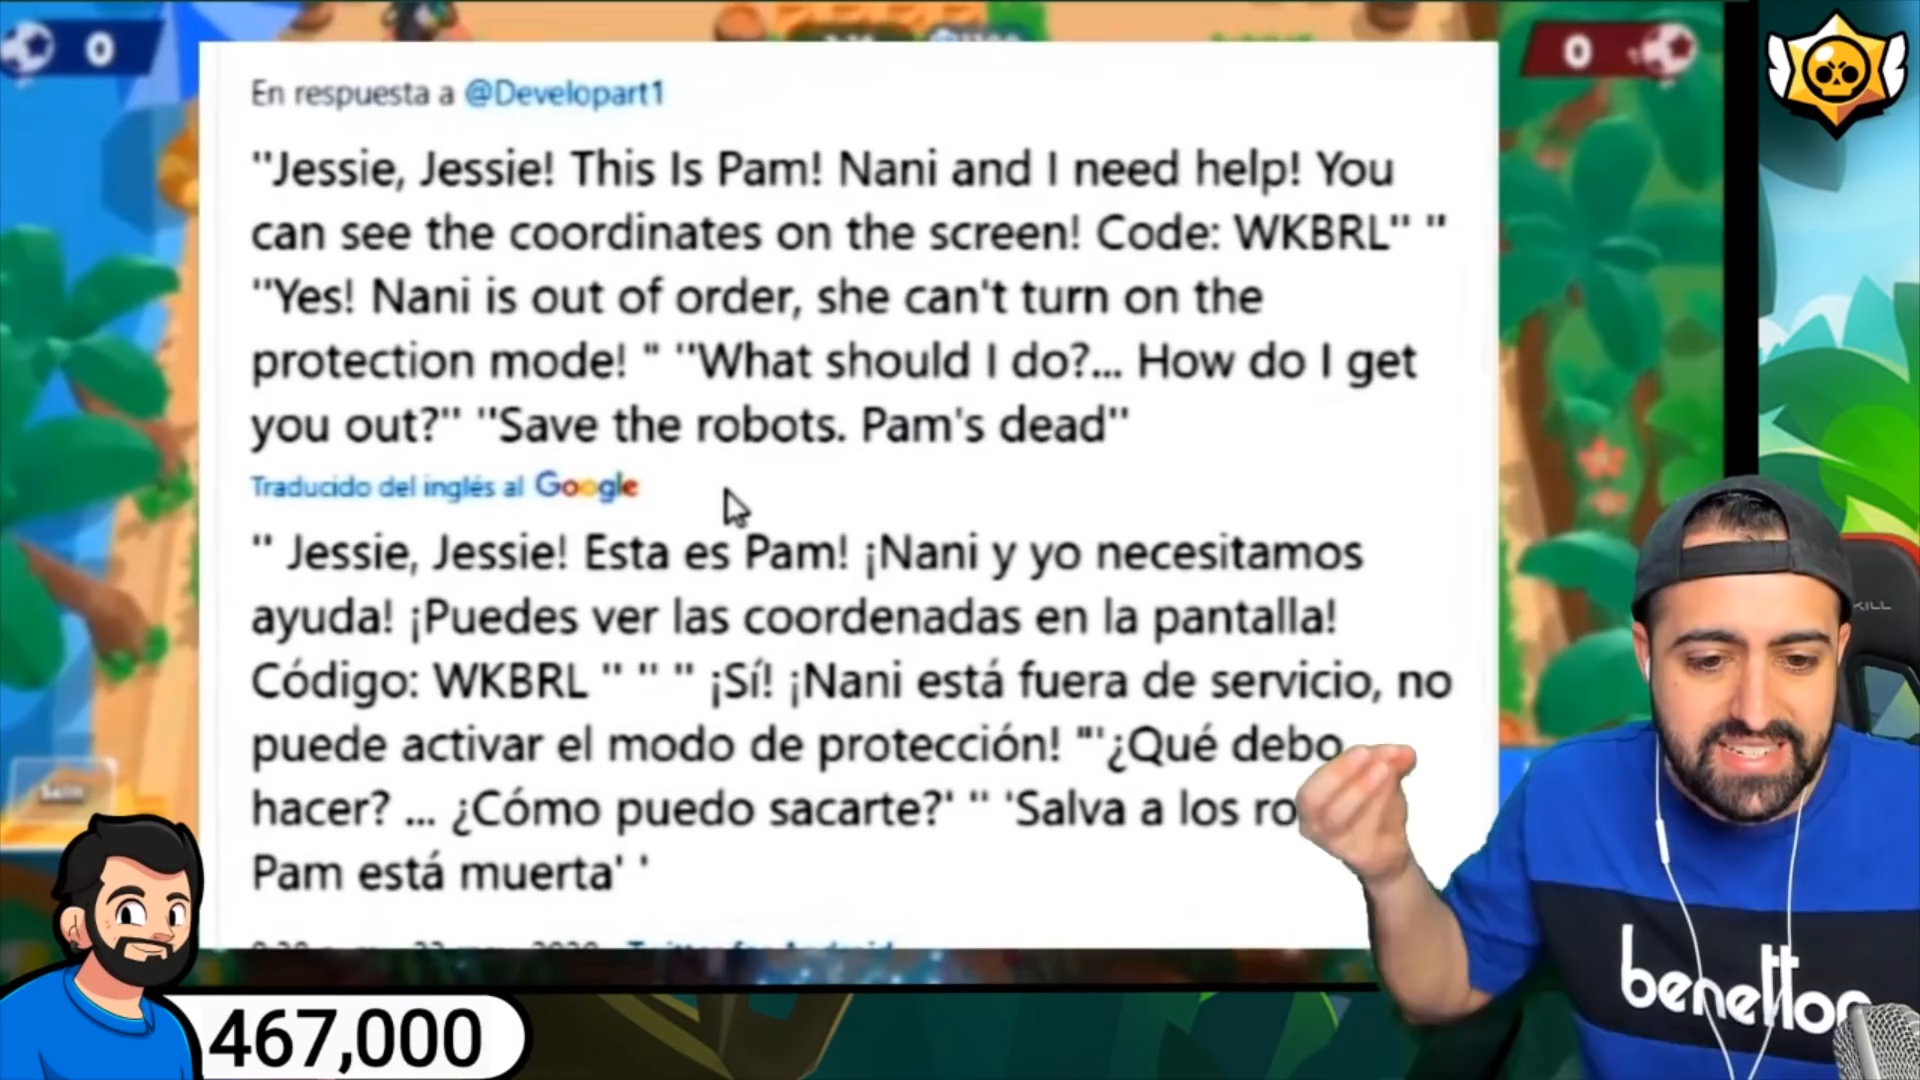 0
0
En respuesta a @Developart1
"Jessie, Jessie! This Is Pam! Nani and I need help! You
can see the coordinates on the screen! Code: WKBRL" "
"Yes! Nani is out of order, she can't turn on the
protection mode! " "What should I do?... How do I get
you out?" "Save the robots. Pam's dead"
Traducido del inglés al Google
" Jessie, Jessie! Esta es Pam! ¡Nani y yo necesitamos
ayuda! ¡Puedes ver las coordenadas en la pantalla!
Código: WKBRL " " " ¡Sí! ¡Nani está fuera de servicio, no
puede activar el modo de protección! "'¿Qué debo
hacer? ... ¿Cómo puedo sacarte?' " 'Salva a los ro
Pam está muerta' '
Twitter for Android
Salir
benetton
467,000